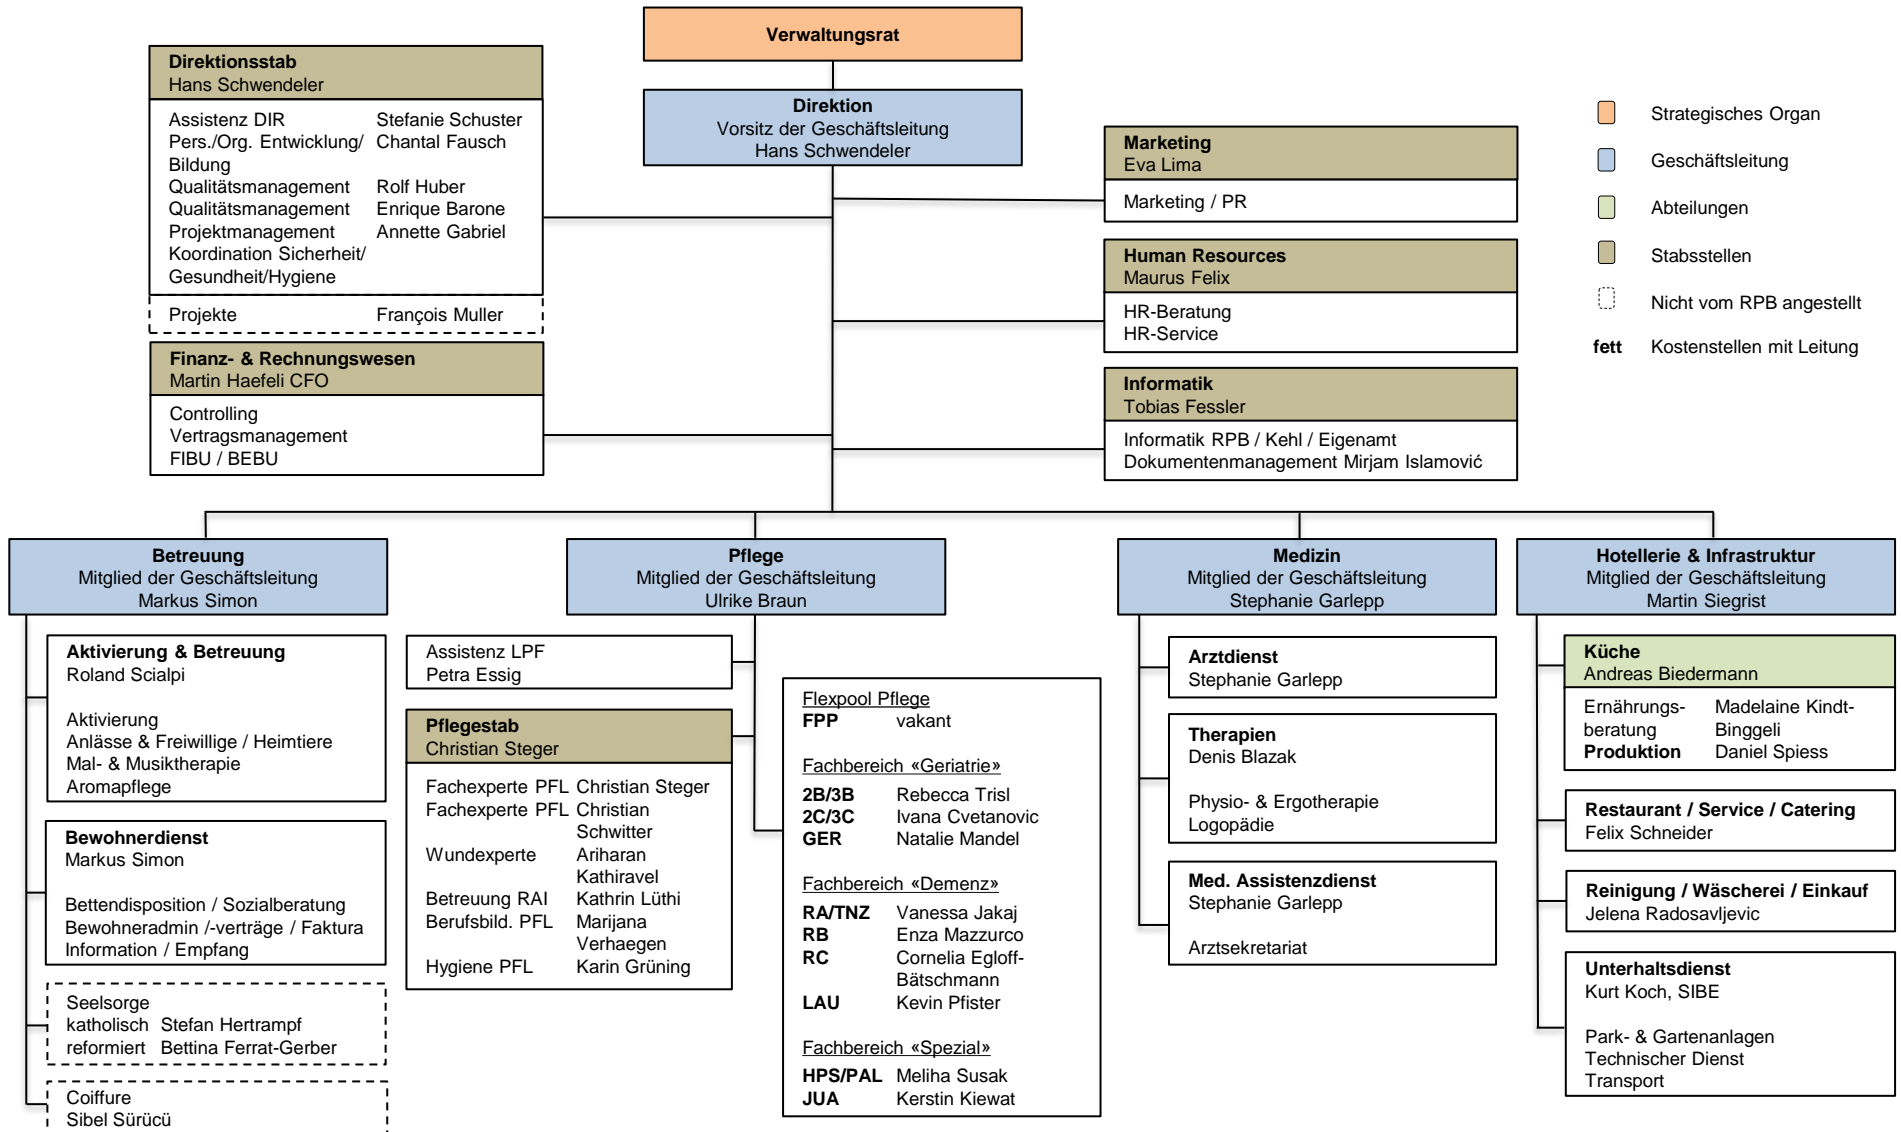 Verwaltungsrat
Direktion
Vorsitz der Geschäftsleitung
Hans Schwendeler
Direktionsstab
Hans Schwendeler
Assistenz DIR Stefanie Schuster
Pers./Org. Entwicklung/ Chantal Fausch
Bildung
Qualitätsmanagement Rolf Huber
Qualitätsmanagement Enrique Barone
Projektmanagement Annette Gabriel
Koordination Sicherheit/
Gesundheit/Hygiene
Projekte François Muller
Finanz- & Rechnungswesen
Martin Haefeli CFO
Controlling
Vertragsmanagement
FIBU / BEBU
Marketing
Eva Lima
Marketing / PR
Human Resources
Maurus Felix
HR-Beratung
HR-Service
Informatik
Tobias Fessler
Informatik RPB / Kehl / Eigenamt
Dokumentenmanagement Mirjam Islamović
Strategisches Organ
Geschäftsleitung
Abteilungen
Stabsstellen
Nicht vom RPB angestellt
fett Kostenstellen mit Leitung
Betreuung
Mitglied der Geschäftsleitung
Markus Simon
Aktivierung & Betreuung
Roland Scialpi
Aktivierung
Anlässe & Freiwillige / Heimtiere
Mal- & Musiktherapie
Aromapflege
Bewohnerdienst
Markus Simon
Bettendisposition / Sozialberatung
Bewohneradmin /-verträge / Faktura
Information / Empfang
Seelsorge
katholisch Stefan Hertrampf
reformiert Bettina Ferrat-Gerber
Coiffure
Sibel Sürücü
Pflege
Mitglied der Geschäftsleitung
Ulrike Braun
Assistenz LPF
Petra Essig
Pflegestab
Christian Steger
Fachexperte PFL Christian Steger
Fachexperte PFL Christian
Schwitter
Wundexperte Ariharan
Kathiravel
Betreuung RAI Kathrin Lüthi
Berufsbild. PFL Marijana
Verhaegen
Hygiene PFL Karin Grüning
Flexpool Pflege
FPP vakant
Fachbereich «Geriatrie»
2B/3B Rebecca Trisl
2C/3C Ivana Cvetanovic
GER Natalie Mandel
Fachbereich «Demenz»
RA/TNZ Vanessa Jakaj
RB Enza Mazzurco
RC Cornelia Egloff-
Bätschmann
LAU Kevin Pfister
Fachbereich «Spezial»
HPS/PAL Meliha Susak
JUA Kerstin Kiewat
Medizin
Mitglied der Geschäftsleitung
Stephanie Garlepp
Arztdienst
Stephanie Garlepp
Therapien
Denis Blazak
Physio- & Ergotherapie
Logopädie
Med. Assistenzdienst
Stephanie Garlepp
Arztsekretariat
Hotellerie & Infrastruktur
Mitglied der Geschäftsleitung
Martin Siegrist
Küche
Andreas Biedermann
Ernährungs- Madelaine Kindt-
beratung Binggeli
Produktion Daniel Spiess
Restaurant / Service / Catering
Felix Schneider
Reinigung / Wäscherei / Einkauf
Jelena Radosavljevic
Unterhaltsdienst
Kurt Koch, SIBE
Park- & Gartenanlagen
Technischer Dienst
Transport